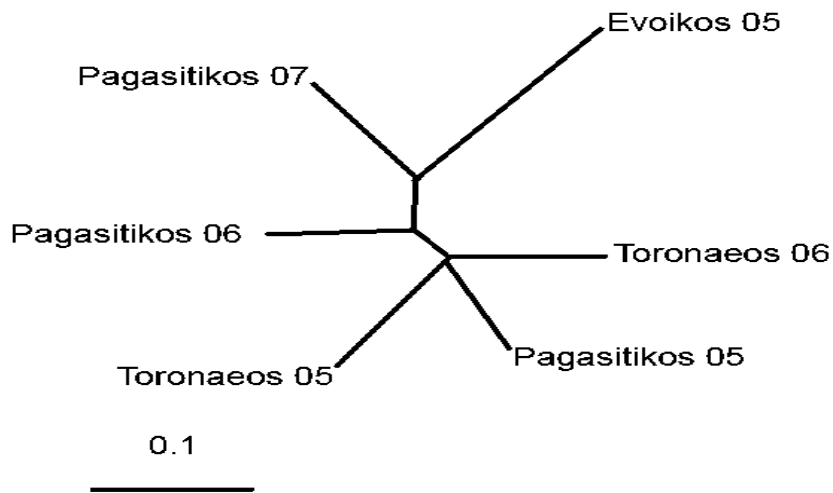 Evoikos 05
Pagasitikos 07
Pagasitikos 06
Toronaeos 06
Pagasitikos 05
Toronaeos 05
0.1